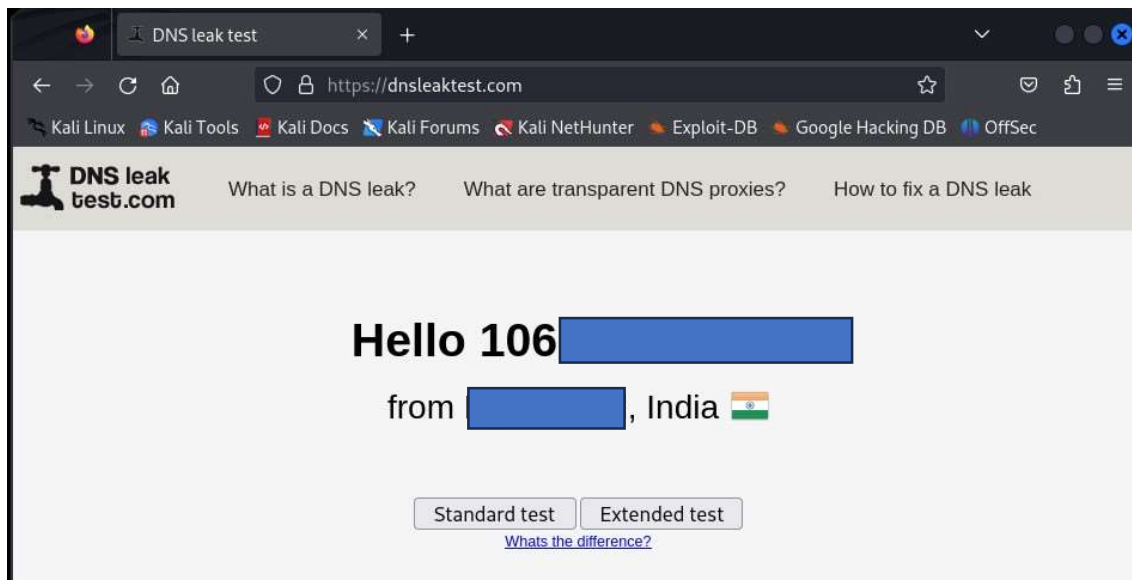 DNS leak test
https://dnsleaktest.com
Kali Linux Kali Tools Kali Docs Kali Forums Kali NetHunter Exploit-DB Google Hacking DB OffSec
DNS leak
test.com
What is a DNS leak? What are transparent DNS proxies? How to fix a DNS leak
Hello 106
from , India
Standard test Extended test
Whats the difference?